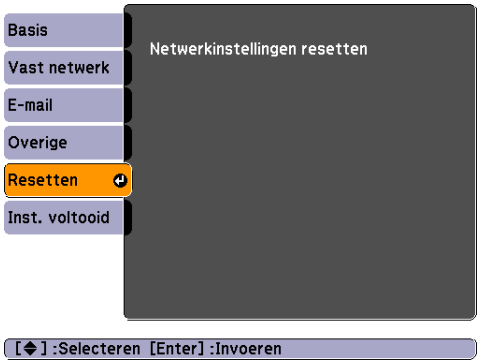 Basis
Vast netwerk
E-mail
Overige
Resetten
Inst. voltooid
Netwerkinstellingen resetten
[◆] :Selecteren [Enter] :Invoeren